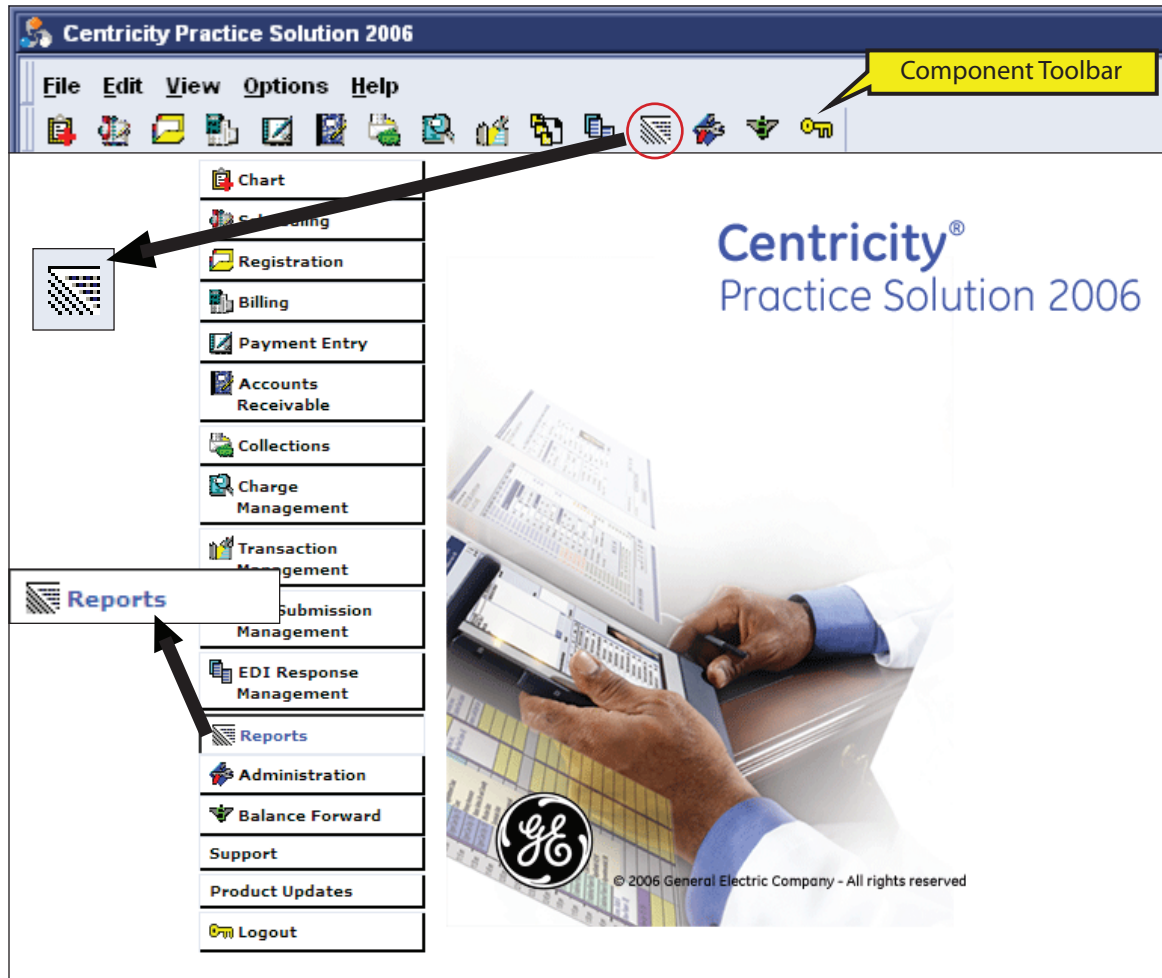 Centricity Practice Solution 2006
File Edit View Options Help
Component Toolbar
Chart
Registration
Billing
Payment Entry
Accounts
Receivable
Collections
Charge
Management
Transaction
Management
Reports
Submission
Management
EDI Response
Management
Reports
Administration
Balance Forward
Support
Product Updates
Logout
Centricity®
Practice Solution 2006
GE
© 2006 General Electric Company - All rights reserved